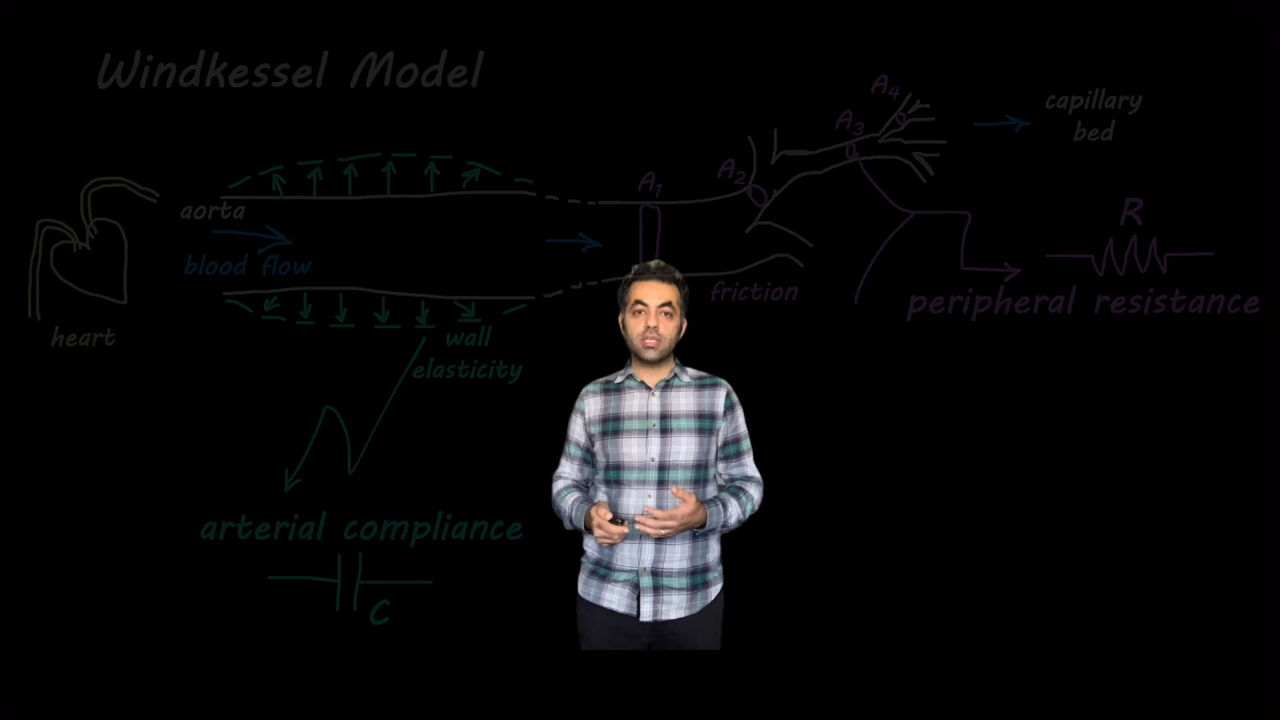 Windkessel Model
A₄
capillary
bed
A₃
A₂
A₁
aorta
R
blood flow
friction
peripheral resistance
heart
wall
elasticity
arterial compliance
C